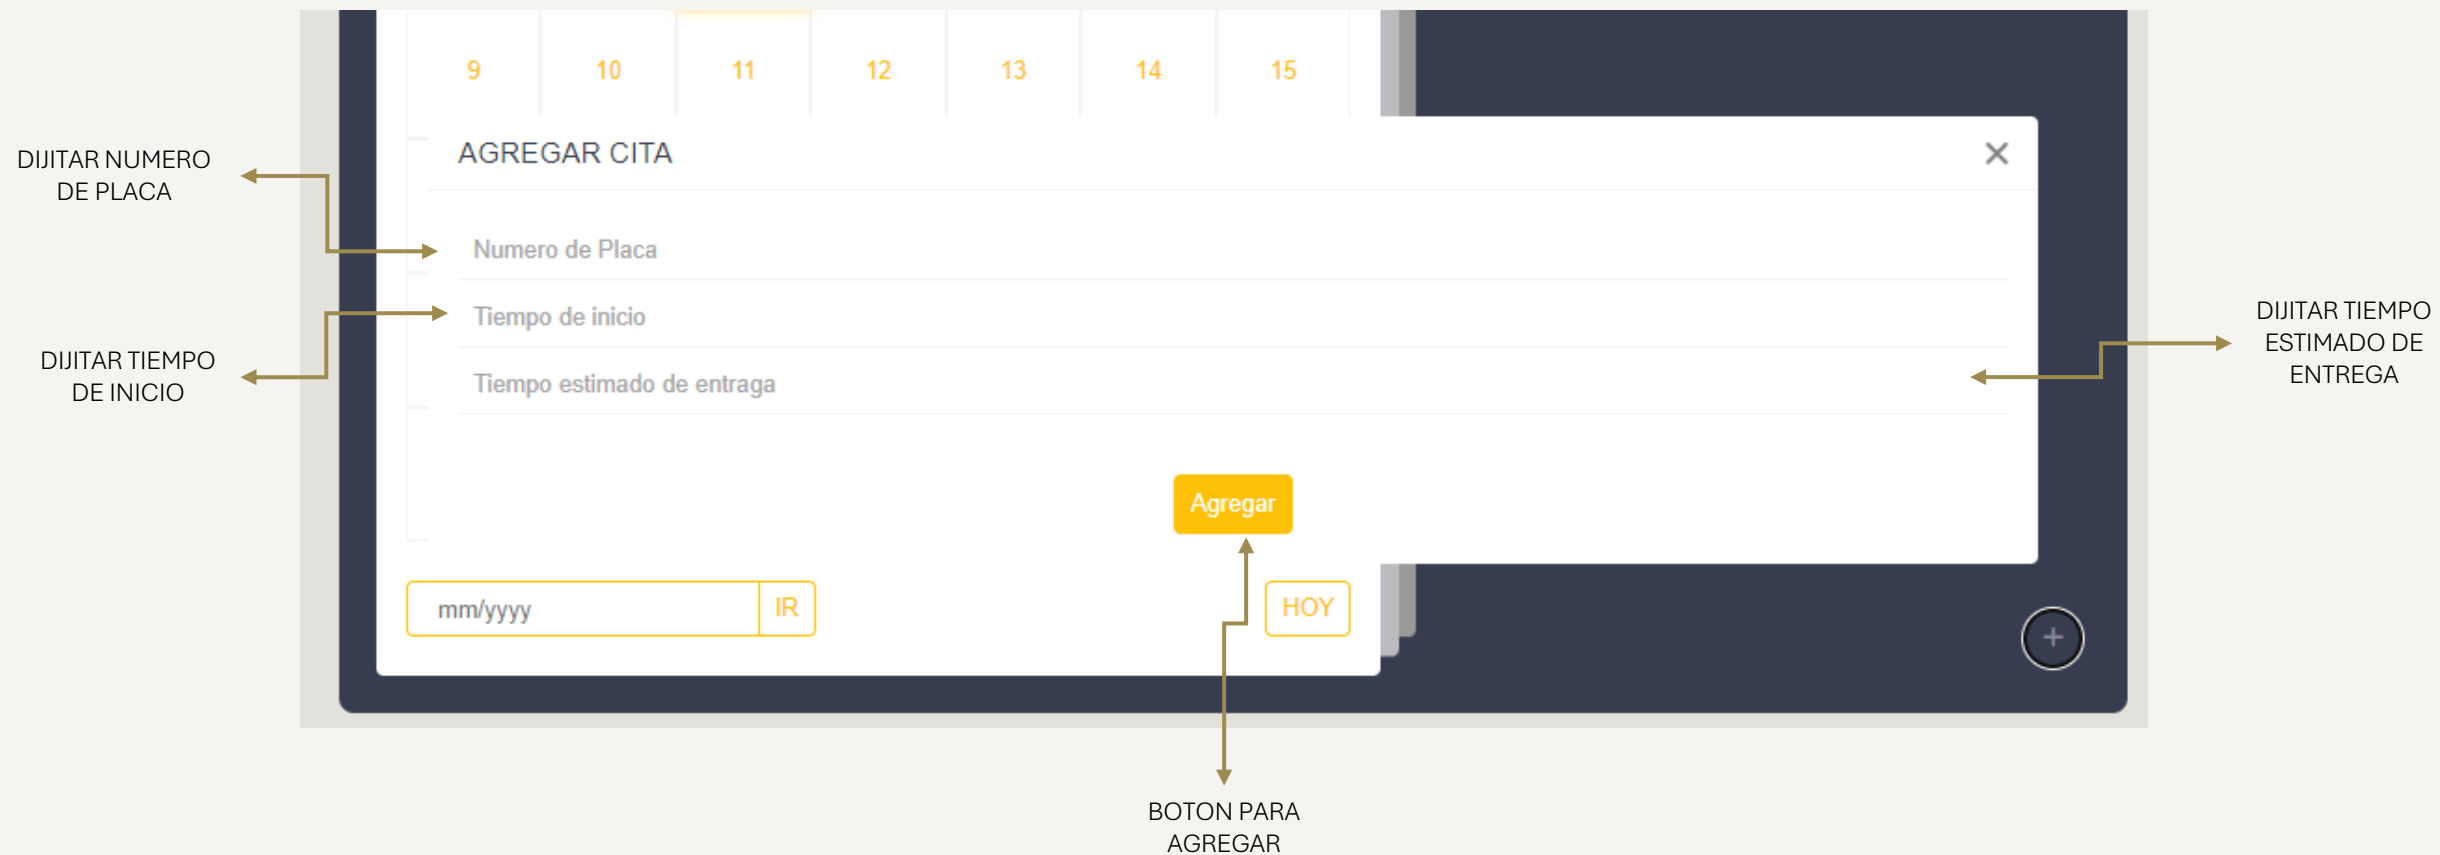 9 10 11 12 13 14 15
AGREGAR CITA
DIJITAR NUMERO
DE PLACA
Numero de Placa
Tiempo de inicio
DIJITAR TIEMPO
DE INICIO
Tiempo estimado de entraga
DIJITAR TIEMPO
ESTIMADO DE
ENTREGA
Agregar
mm/yyyy IR HOY
+
BOTON PARA
AGREGAR